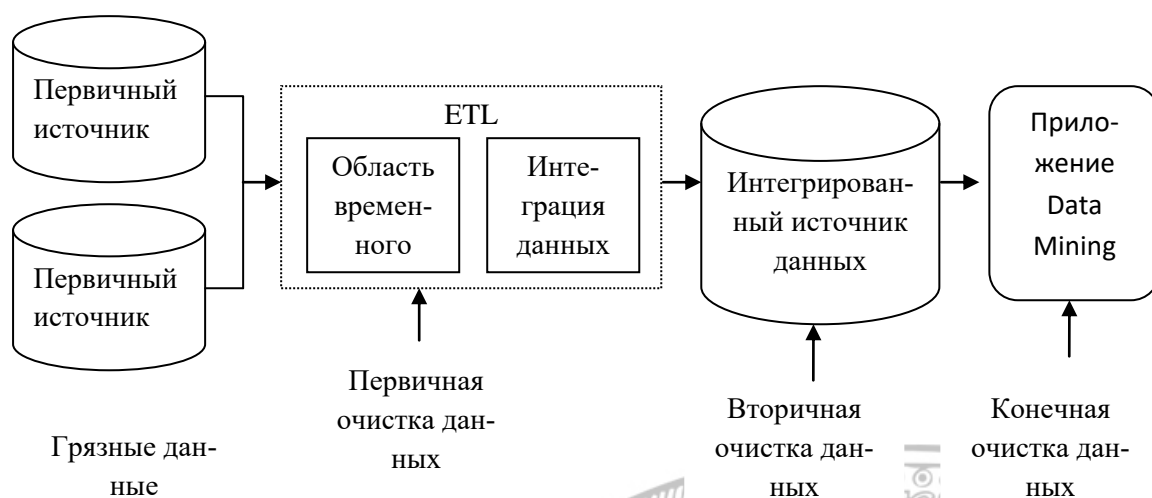 Первичный
источник
Первичный
источник
ETL
Область
времен-
ного
Инте-
грация
данных
Интегрирован-
ный источник
данных
Прило-
жение
Data
Mining
Грязные дан-
ные
Первичная
очистка дан-
ных
Вторичная
очистка дан-
ных
Конечная
очистка дан-
ных